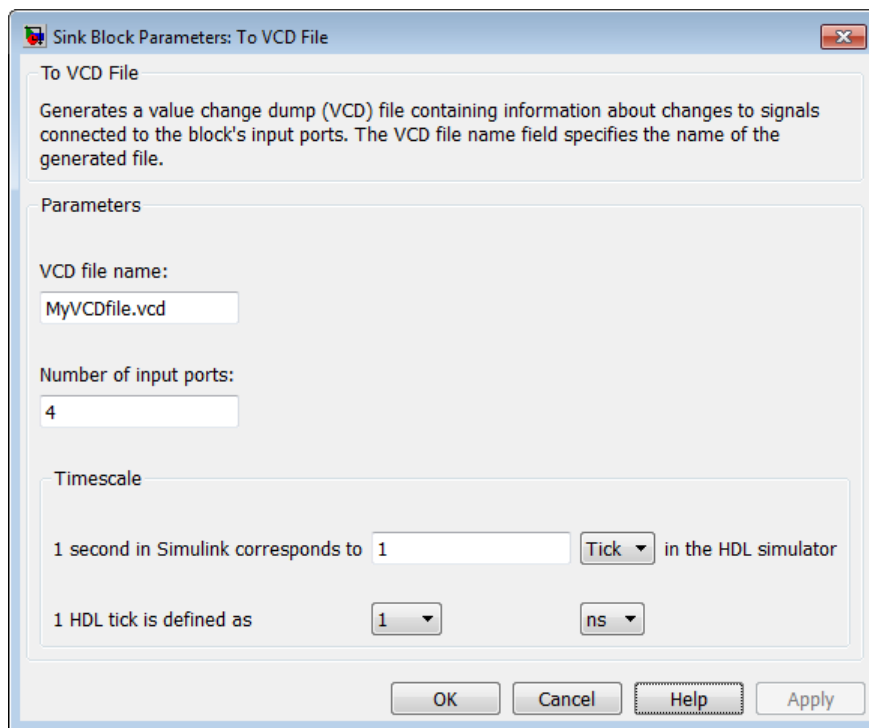 Sink Block Parameters: To VCD File
To VCD File
Generates a value change dump (VCD) file containing information about changes to signals
connected to the block's input ports. The VCD file name field specifies the name of the
generated file.
Parameters
VCD file name:
MyVCDfile.vcd
Number of input ports:
4
Timescale
1 second in Simulink corresponds to 1 Tick in the HDL simulator
1 HDL tick is defined as 1 ns
OK Cancel Help Apply